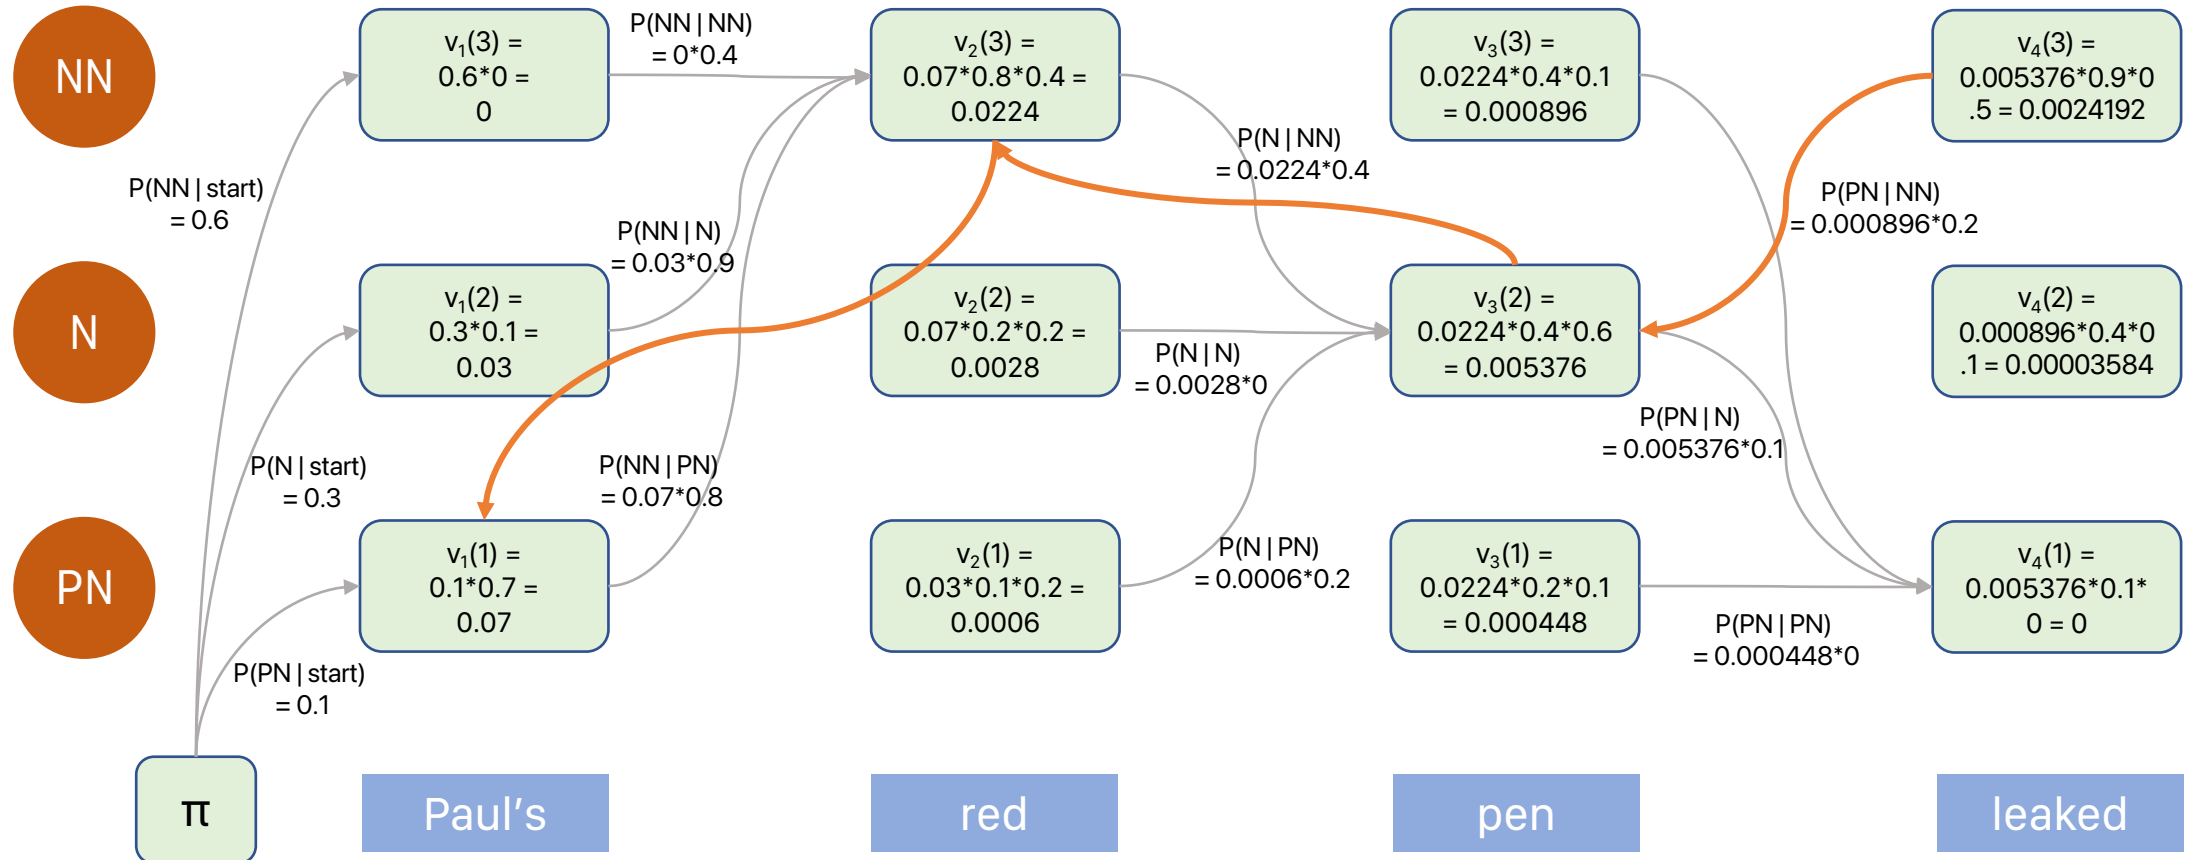 NN
v₁(3) =
0.6*0 =
0
P(NN | NN)
= 0*0.4
v₂(3) =
0.07*0.8*0.4 =
0.0224
v₃(3) =
0.0224*0.4*0.1
= 0.000896
v₄(3) =
0.005376*0.9*0
.5 = 0.0024192
P(NN | start)
= 0.6
P(NN | N)
= 0.03*0.9
P(N | NN)
= 0.0224*0.4
P(PN | NN)
= 0.000896*0.2
N
v₁(2) =
0.3*0.1 =
0.03
v₂(2) =
0.07*0.2*0.2 =
0.0028
P(N | N)
= 0.0028*0
v₃(2) =
0.0224*0.4*0.6
= 0.005376
v₄(2) =
0.000896*0.4*0
.1 = 0.00003584
P(N | start)
= 0.3
P(NN | PN)
= 0.07*0.8
P(PN | N)
= 0.005376*0.1
PN
v₁(1) =
0.1*0.7 =
0.07
v₂(1) =
0.03*0.1*0.2 =
0.0006
P(N | PN)
= 0.0006*0.2
v₃(1) =
0.0224*0.2*0.1
= 0.000448
P(PN | PN)
= 0.000448*0
v₄(1) =
0.005376*0.1*
0 = 0
P(PN | start)
= 0.1
π
Paul’s
red
pen
leaked